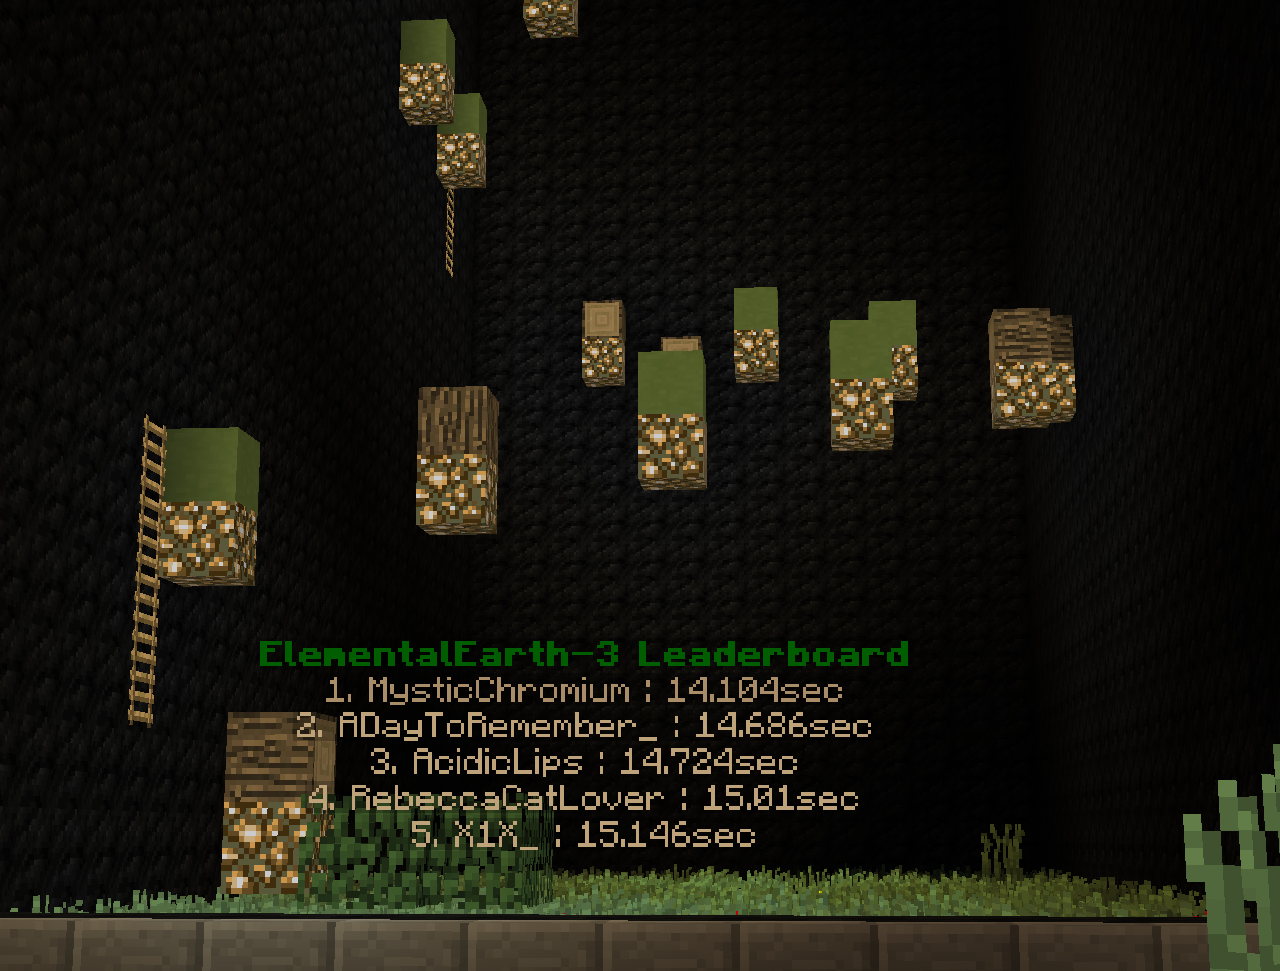 ElementalEarth-3 Leaderboard
1. MysticChromium : 14.104sec
2. ADayToRemember_ : 14.686sec
3. AcidicLips : 14.724sec
4. RebeccaCatLover : 15.01sec
5. X1X_ : 15.146sec